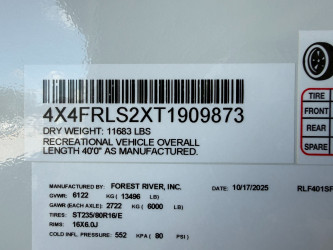 4X4FRLS2XT1909873
DRY WEIGHT: 11683 LBS
RECREATIONAL VEHICLE OVERALL
LENGTH 40'0" AS MANUFACTURED.
TIRE
FRONT
REAR
SPARE
MANUFACTURED BY: FOREST RIVER, INC.
GVWR: 6122 KG ( 13496 LB) DATE: 10/17/2025 RLF401SF
GAWR (EACH AXLE): 2722 KG ( 6000 LB)
TIRES: ST235/80R16/E
RIMS: 16X6.0J
COLD INFL. PRESSURE: 552 KPA ( 80 PSI)